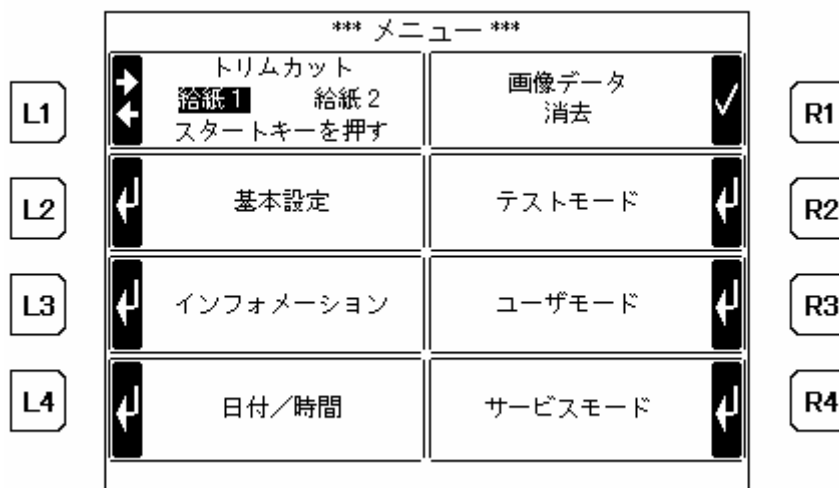 *** メニュー ***
トリムカット
給紙1 給紙2
スタートキーを押す
画像データ
消去
L1
R1
基本設定
テストモード
L2
R2
インフォメーション
ユーザモード
L3
R3
日付／時間
サービスモード
L4
R4